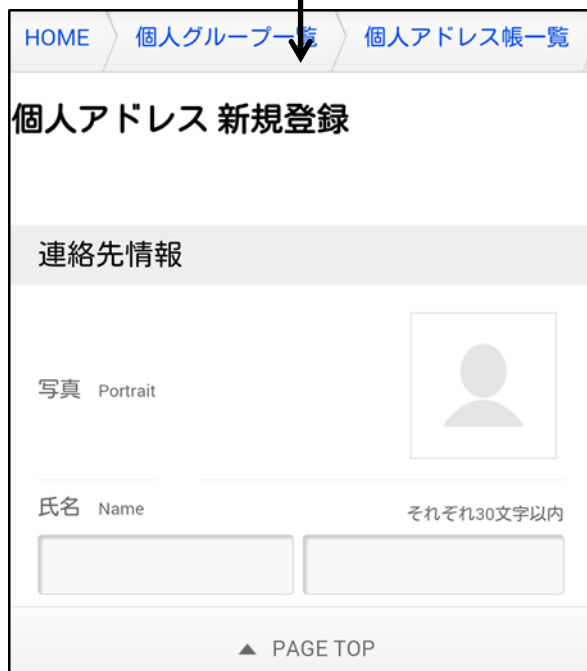 HOME 個人グループ一覧 個人アドレス帳一覧
個人アドレス 新規登録
連絡先情報
写真 Portrait
氏名 Name それぞれ30文字以内
▲ PAGE TOP